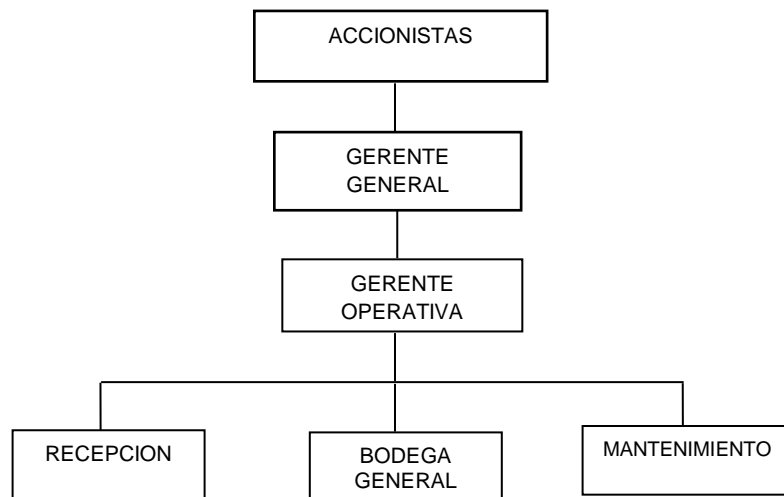 ACCIONISTAS
GERENTE
GENERAL
GERENTE
OPERATIVA
RECEPCION
BODEGA
GENERAL
MANTENIMIENTO